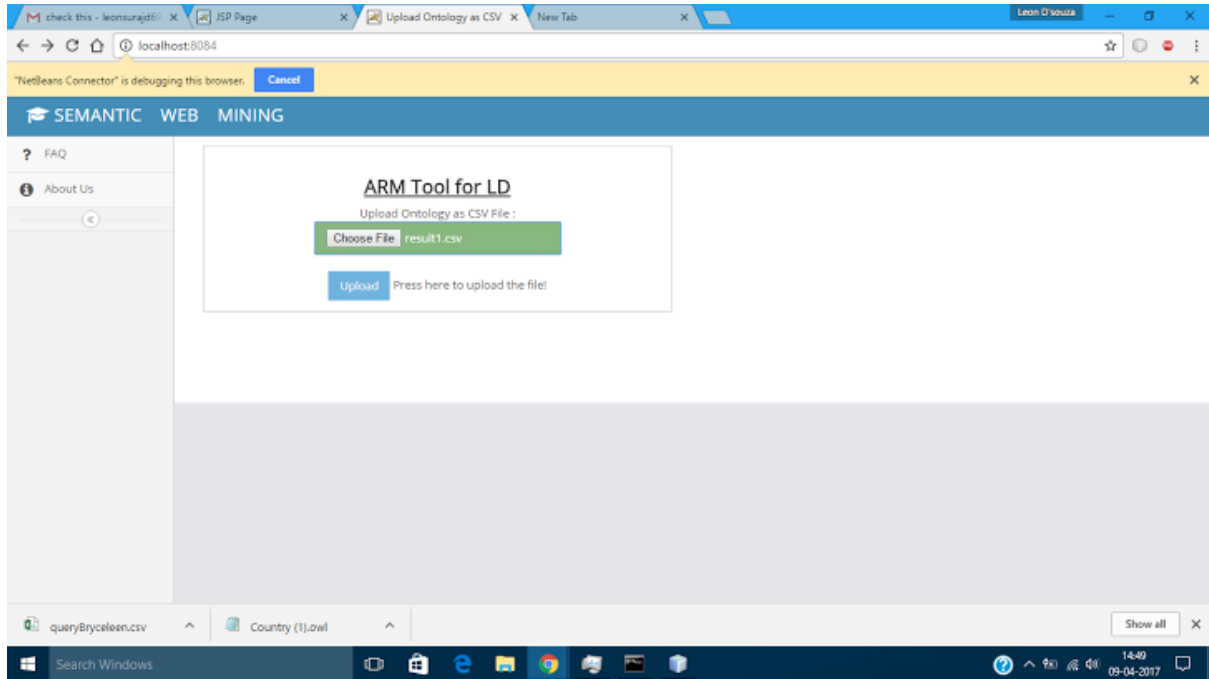 check this - leonsurajd6
JSP Page
Upload Ontology as CSV
New Tab
Leon D'souza
localhost:8084
"NetBeans Connector" is debugging this browser.
Cancel
SEMANTIC WEB MINING
? FAQ
About Us
ARM Tool for LD
Upload Ontology as CSV File :
Choose File result1.csv
Upload Press here to upload the file!
queryBryceleen.csv
Country (1).owl
Show all
Search Windows
14:49
09-04-2017